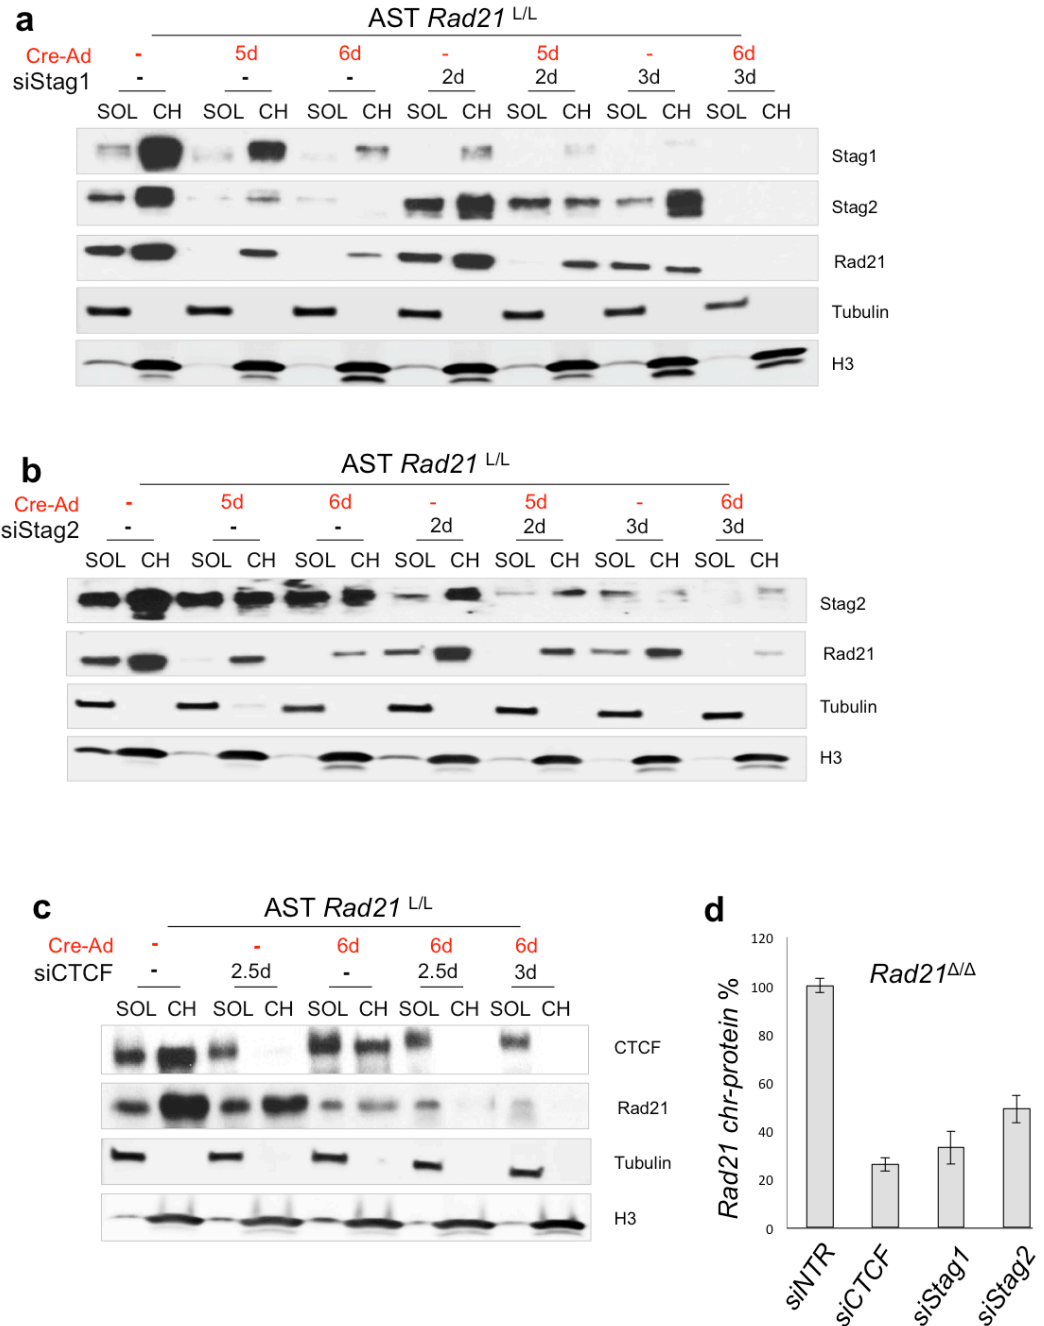 a
AST Rad21 L/L
Cre-Ad - 5d 6d - 5d - 6d
siStag1 - - - 2d 2d 3d 3d
SOL CH SOL CH SOL CH SOL CH SOL CH SOL CH SOL CH
Stag1
Stag2
Rad21
Tubulin
H3
b
AST Rad21 L/L
Cre-Ad - 5d 6d - 5d - 6d
siStag2 - - - 2d 2d 3d 3d
SOL CH SOL CH SOL CH SOL CH SOL CH SOL CH SOL CH
Stag2
Rad21
Tubulin
H3
c
AST Rad21 L/L
Cre-Ad - - 6d 6d 6d
siCTCF - 2.5d - 2.5d 3d
SOL CH SOL CH SOL CH SOL CH SOL CH
CTCF
Rad21
Tubulin
H3
d
Rad21Δ/Δ
Rad21 chr-protein %
120
100
80
60
40
20
0
siNTR siCTCF siStag1 siStag2